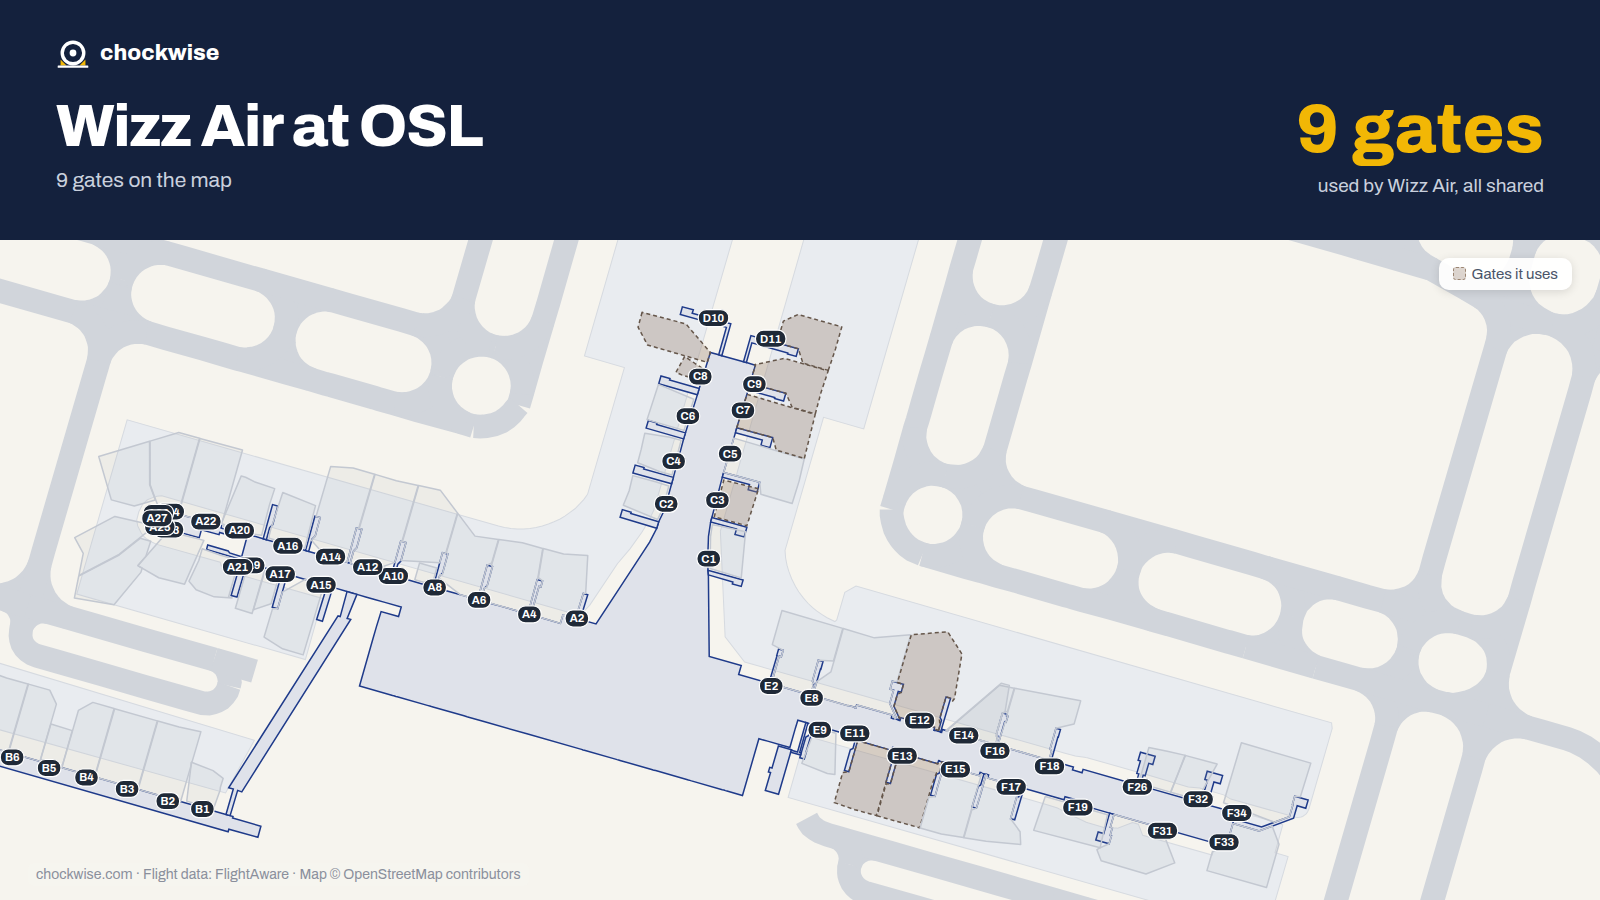 chockwise
Wizz Air at OSL
9 gates on the map
9 gates
used by Wizz Air, all shared
Gates it uses
D10
D11
C8
C9
C7
C6
C5
C4
C3
C2
C1
A27
A22
A20
A16
A14
A21
A17
A12
A10
A15
A8
A6
A4
A2
E2
E8
E9
E11
E12
E13
E14
E15
F16
F17
F18
F19
F26
F31
F32
F33
F34
B6
B5
B4
B3
B2
B1
chockwise.com · Flight data: FlightAware · Map © OpenStreetMap contributors